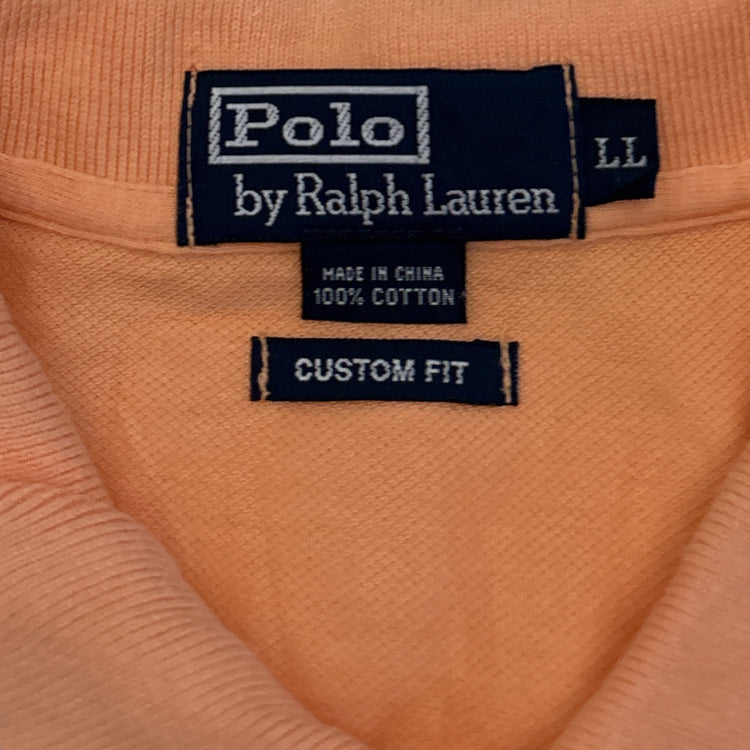 Polo
by Ralph Lauren
LL
MADE IN CHINA
100% COTTON
CUSTOM FIT